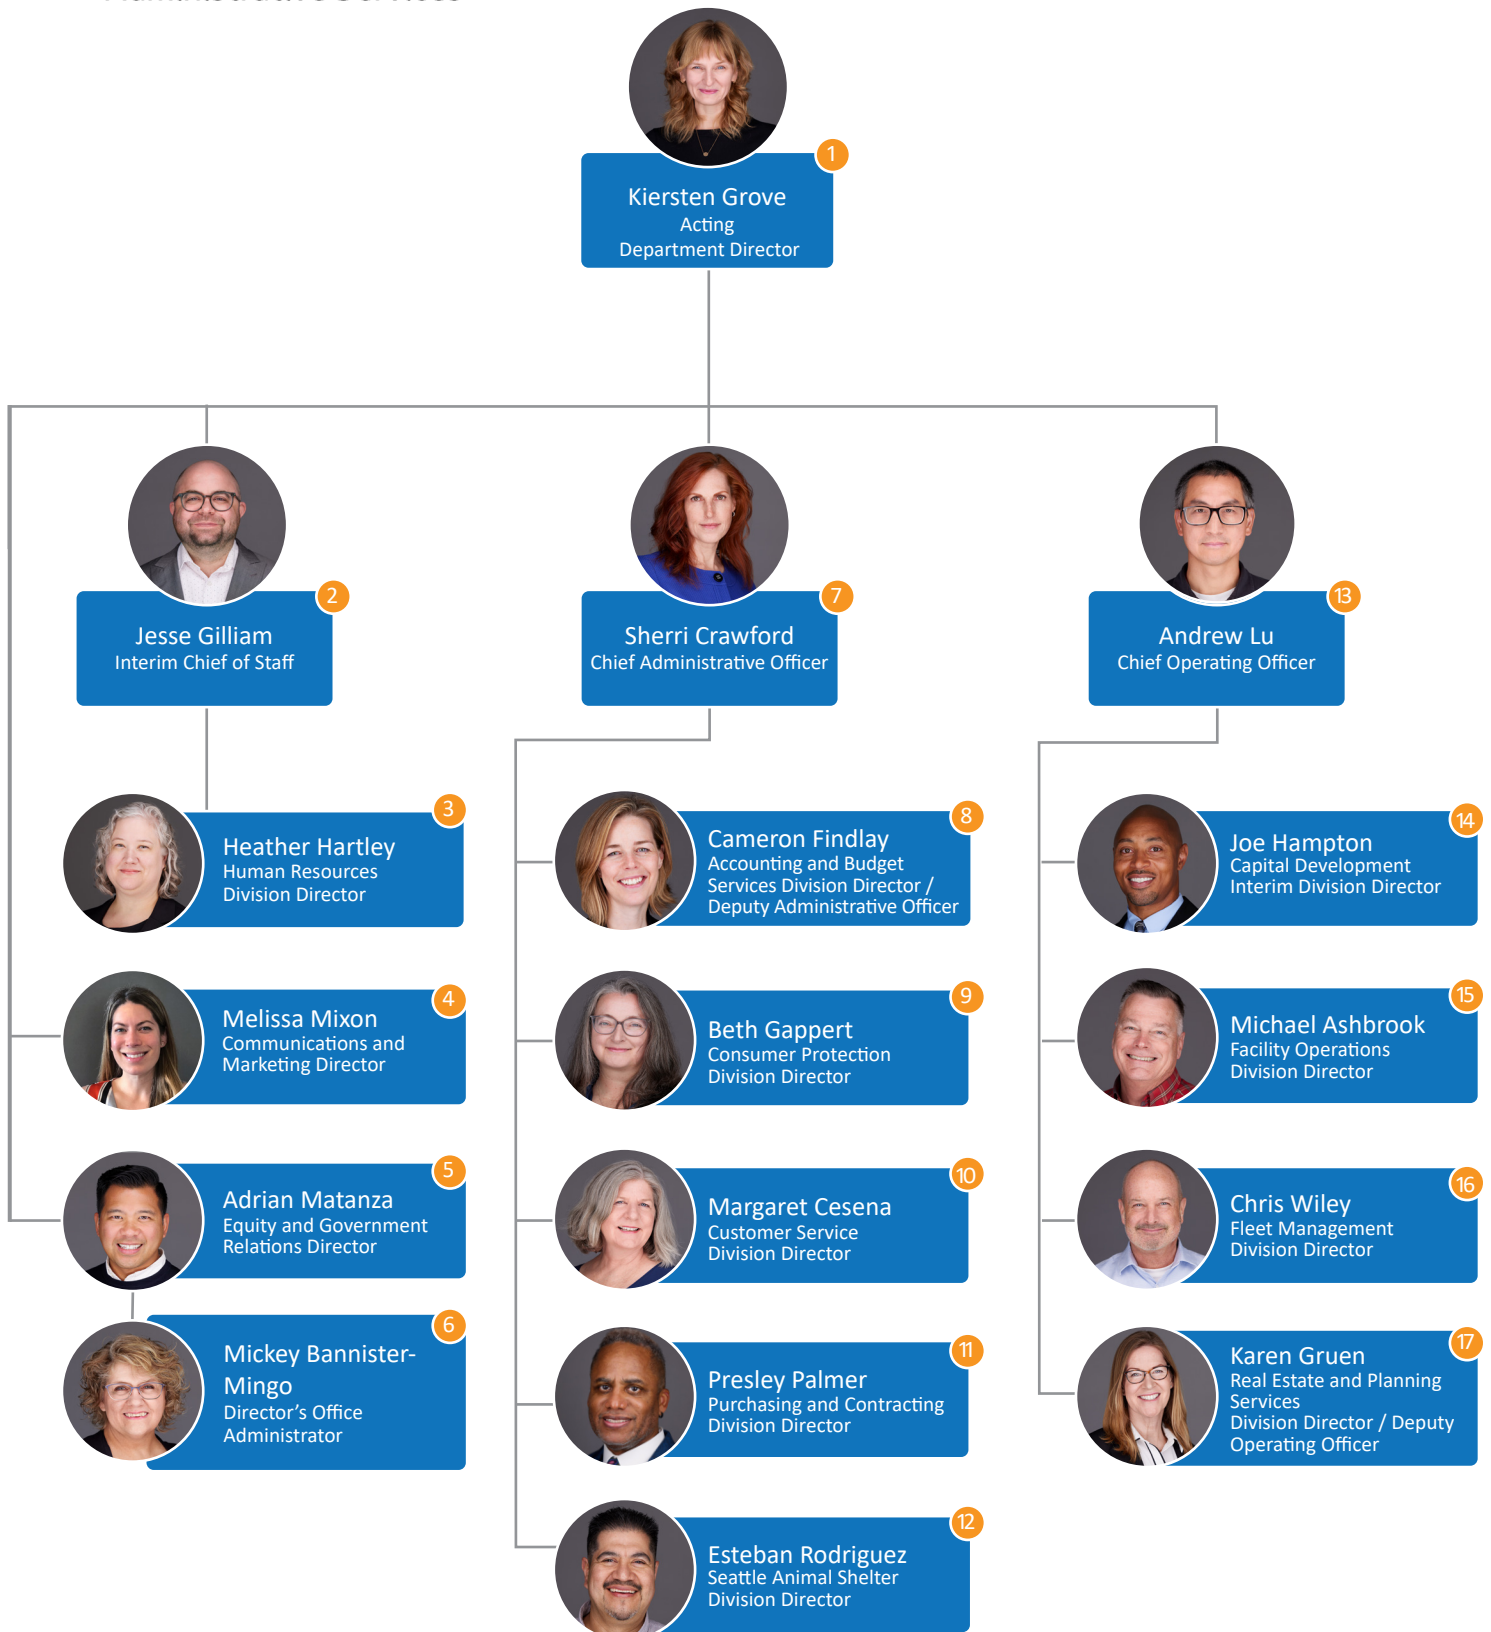 1
Kiersten Grove
Acting
Department Director
2
Jesse Gilliam
Interim Chief of Staff
3
Heather Hartley
Human Resources
Division Director
4
Melissa Mixon
Communications and
Marketing Director
5
Adrian Matanza
Equity and Government
Relations Director
6
Mickey Bannister-
Mingo
Director’s Office
Administrator
7
Sherri Crawford
Chief Administrative Officer
8
Cameron Findlay
Accounting and Budget
Services Division Director /
Deputy Administrative Officer
9
Beth Gappert
Consumer Protection
Division Director
10
Margaret Cesena
Customer Service
Division Director
11
Presley Palmer
Purchasing and Contracting
Division Director
12
Esteban Rodriguez
Seattle Animal Shelter
Division Director
13
Andrew Lu
Chief Operating Officer
14
Joe Hampton
Capital Development
Interim Division Director
15
Michael Ashbrook
Facility Operations
Division Director
16
Chris Wiley
Fleet Management
Division Director
17
Karen Gruen
Real Estate and Planning
Services
Division Director / Deputy
Operating Officer